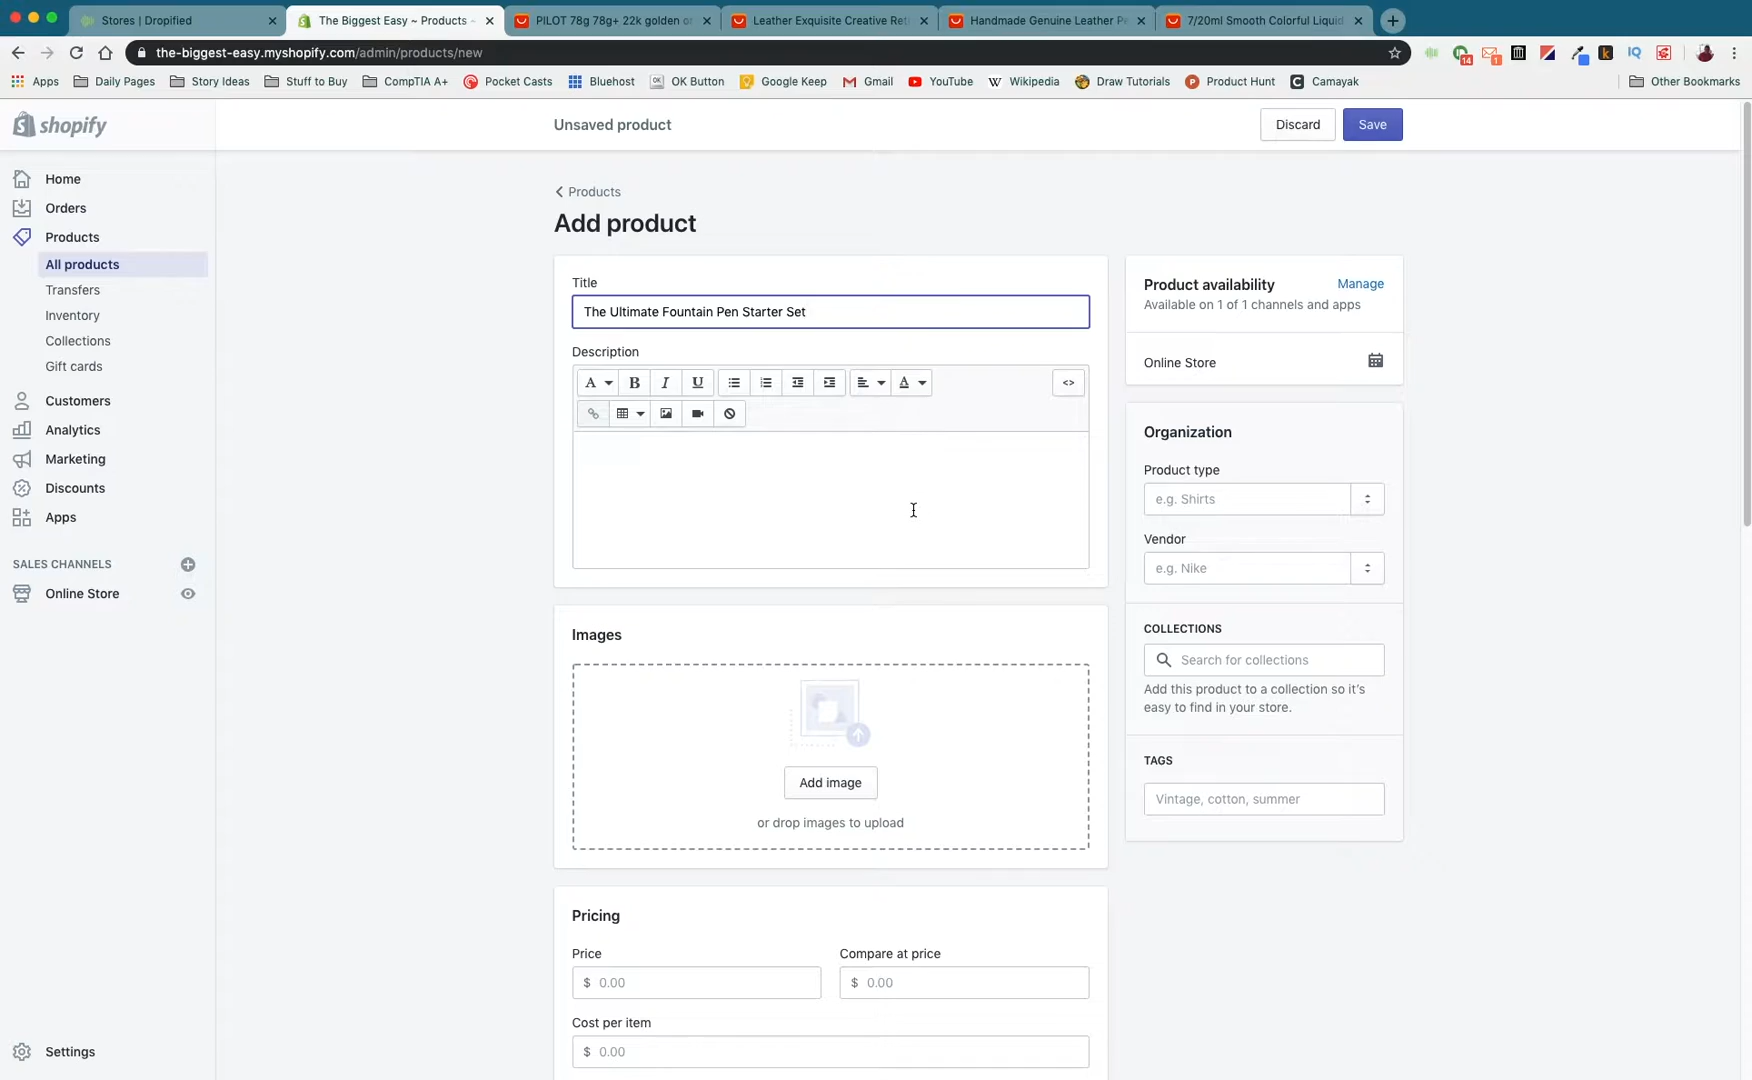 Stores | Dropified
The Biggest Easy ~ Products ~
PILOT 78g 78g+ 22k golden or
Leather Exquisite Creative Ret
Handmade Genuine Leather Pe
7/20ml Smooth Colorful Liquid
the-biggest-easy.myshopify.com/admin/products/new
14
1
Apps
Daily Pages
Story Ideas
Stuff to Buy
CompTIA A+
Pocket Casts
Bluehost
OK Button
Google Keep
Gmail
YouTube
Wikipedia
Draw Tutorials
Product Hunt
Camayak
Other Bookmarks
shopify
Unsaved product
Discard
Save
Home
Orders
Products
All products
Transfers
Inventory
Collections
Gift cards
Customers
Analytics
Marketing
Discounts
Apps
SALES CHANNELS
Online Store
Settings
Products
Add product
Title
The Ultimate Fountain Pen Starter Set
Description
A
B
I
U
A
<>
Images
Add image
or drop images to upload
Pricing
Price
Compare at price
$ 0.00
$ 0.00
Cost per item
$ 0.00
Product availability
Manage
Available on 1 of 1 channels and apps
Online Store
Organization
Product type
e.g. Shirts
Vendor
e.g. Nike
COLLECTIONS
Search for collections
Add this product to a collection so it's
easy to find in your store.
TAGS
Vintage, cotton, summer